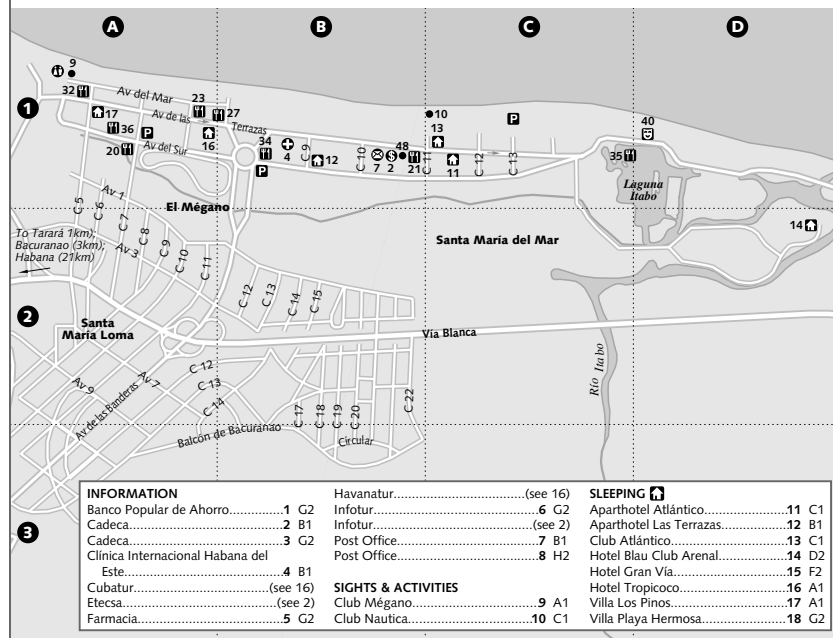 A B C D
9
32
Av del Mar
23
27
10
40
1
17
Av de las
Terrazas
P
13
36
P
34
48
20
Av del Sur
16
4
C 9
12
C 10
7 2
21
C 11
11
C 12
C 13
35
P
Laguna
Itabo
Av 1
El Mégano
C 5
C 6
C 7
C 8
C 9
C 10
C 11
Av 3
To Tarará 1km);
Bacuranao (3km);
Habana (21km)
Santa María del Mar
14
C 12
C 13
C 14
C 15
2
Santa
María Loma
Vía Blanca
Río Itabo
Av 9
Av 7
Av de las Banderas
C 12
C 13
C 14
C 17
C 18
C 19
C 20
C 22
Balcón de Bacuranao
Circular
3
INFORMATION
Banco Popular de Ahorro..............1 G2
Cadeca............................................2 B1
Cadeca............................................3 G2
Clínica Internacional Habana del
Este............................................4 B1
Cubatur...................................(see 16)
Etecsa.......................................(see 2)
Farmacia.........................................5 G2
Havanatur................................(see 16)
Infotur............................................6 G2
Infotur.......................................(see 2)
Post Office......................................7 B1
Post Office......................................8 H2
SIGHTS & ACTIVITIES
Club Mégano..................................9 A1
Club Nautica................................10 C1
SLEEPING
Aparthotel Atlántico.....................11 C1
Aparthotel Las Terrazas................12 B1
Club Atlántico..............................13 C1
Hotel Blau Club Arenal.................14 D2
Hotel Gran Vía.............................15 F2
Hotel Tropicoco...........................16 A1
Villa Los Pinos..............................17 A1
Villa Playa Hermosa.....................18 G2